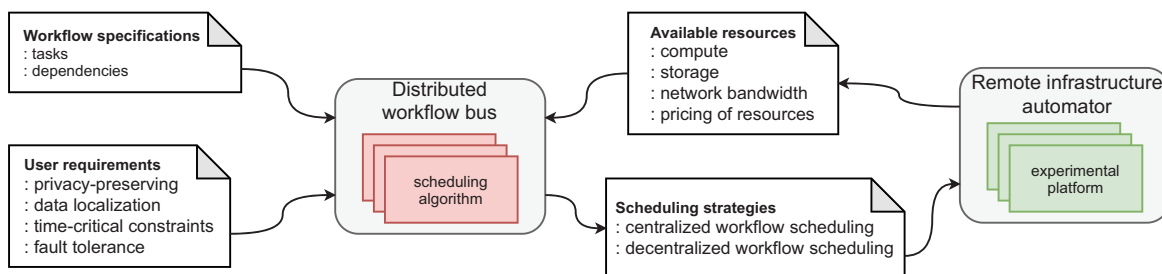 Workflow specifications
: tasks
: dependencies
User requirements
: privacy-preserving
: data localization
: time-critical constraints
: fault tolerance
Distributed
workflow bus
scheduling
algorithm
Available resources
: compute
: storage
: network bandwidth
: pricing of resources
Scheduling strategies
: centralized workflow scheduling
: decentralized workflow scheduling
Remote infrastructure
automator
experimental
platform